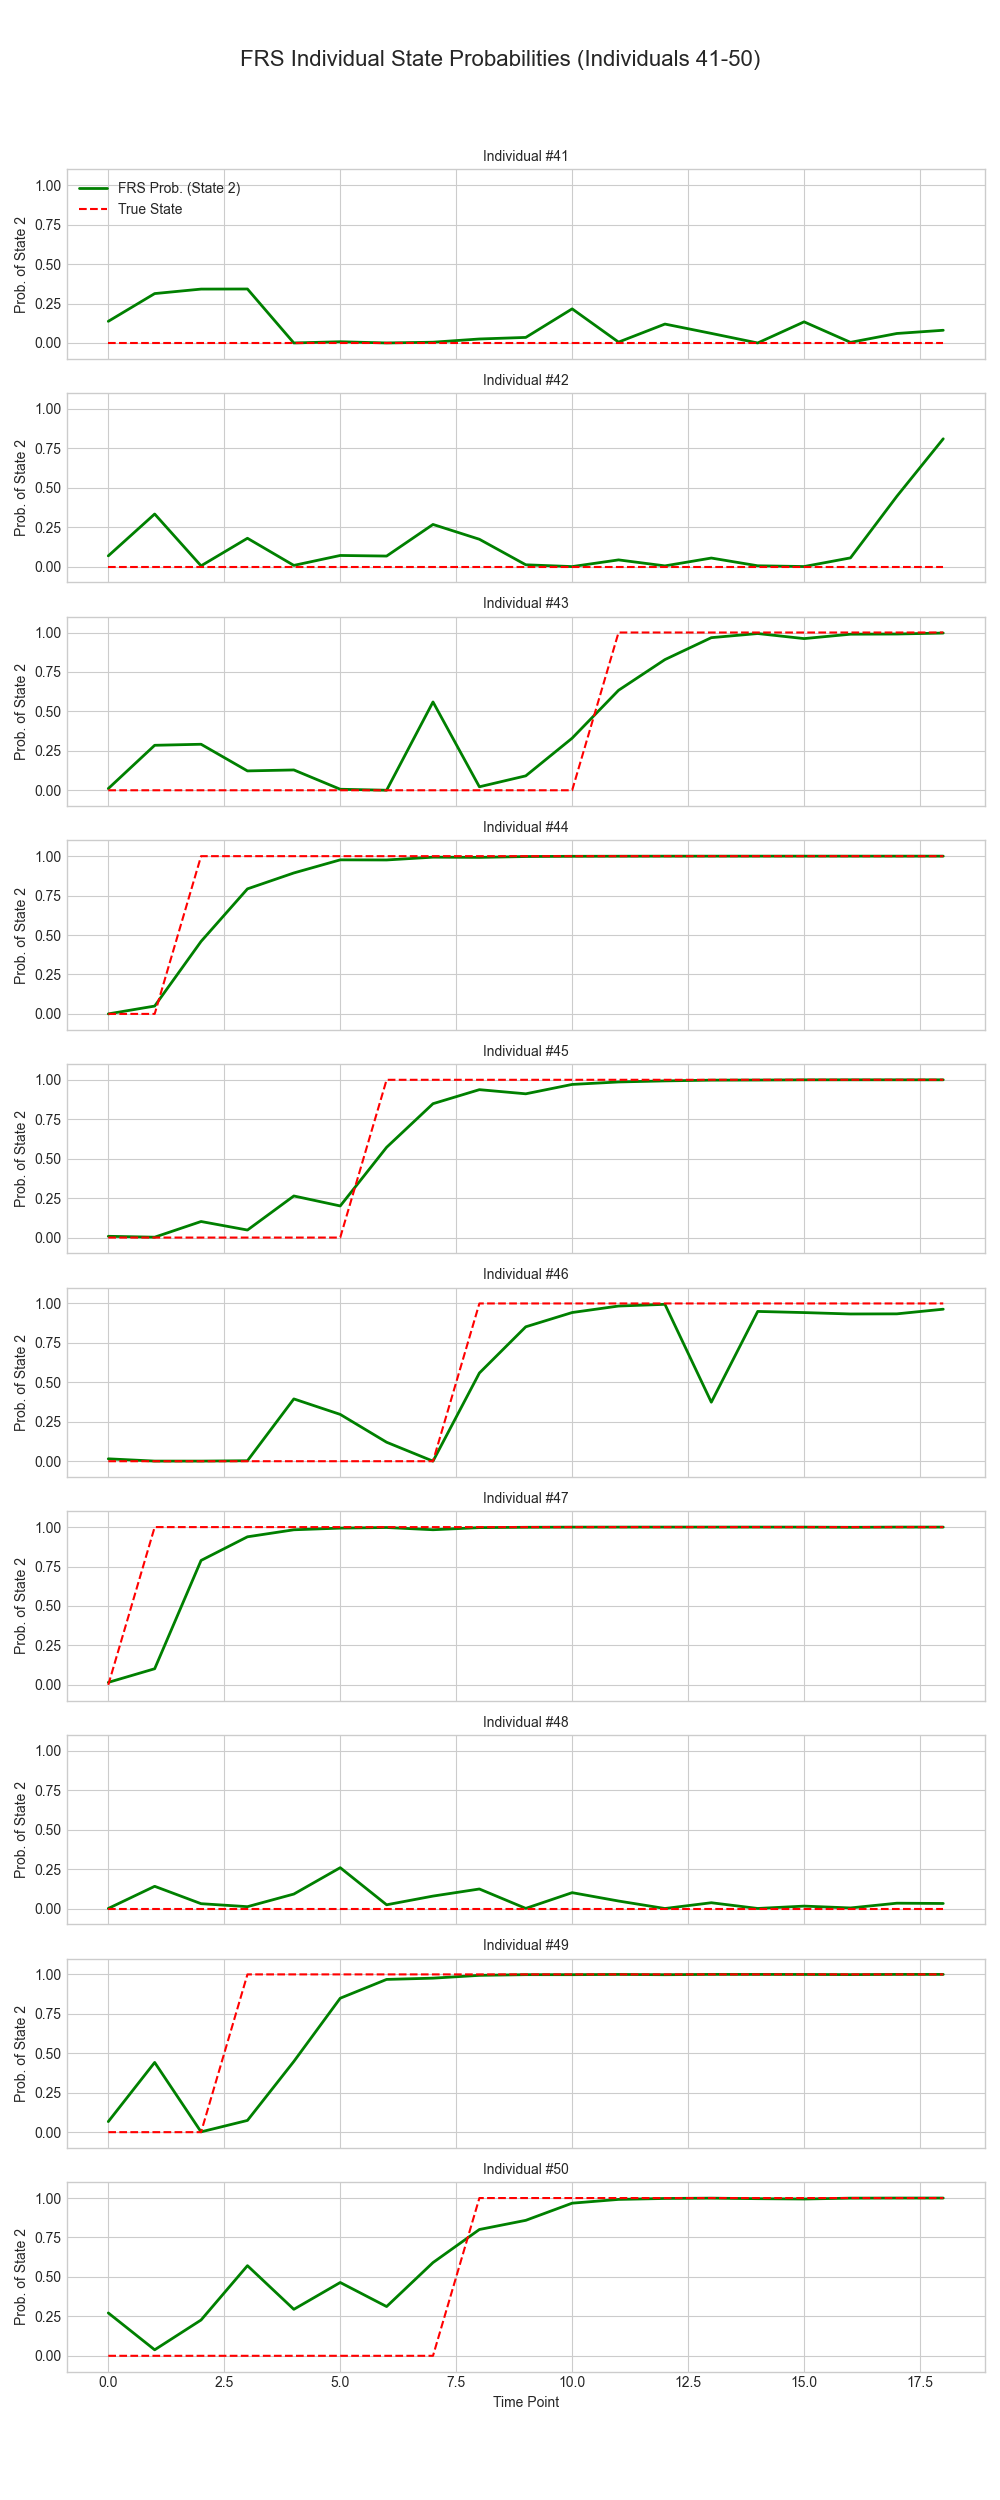 FRS Individual State Probabilities (Individuals 41-50)
Individual #41
1.00
0.75
0.50
0.25
0.00
Prob. of State 2
FRS Prob. (State 2)
True State
Individual #42
1.00
0.75
0.50
0.25
0.00
Prob. of State 2
Individual #43
1.00
0.75
0.50
0.25
0.00
Prob. of State 2
Individual #44
1.00
0.75
0.50
0.25
0.00
Prob. of State 2
Individual #45
1.00
0.75
0.50
0.25
0.00
Prob. of State 2
Individual #46
1.00
0.75
0.50
0.25
0.00
Prob. of State 2
Individual #47
1.00
0.75
0.50
0.25
0.00
Prob. of State 2
Individual #48
1.00
0.75
0.50
0.25
0.00
Prob. of State 2
Individual #49
1.00
0.75
0.50
0.25
0.00
Prob. of State 2
Individual #50
1.00
0.75
0.50
0.25
0.00
Prob. of State 2
0.0 2.5 5.0 7.5 10.0 12.5 15.0 17.5
Time Point